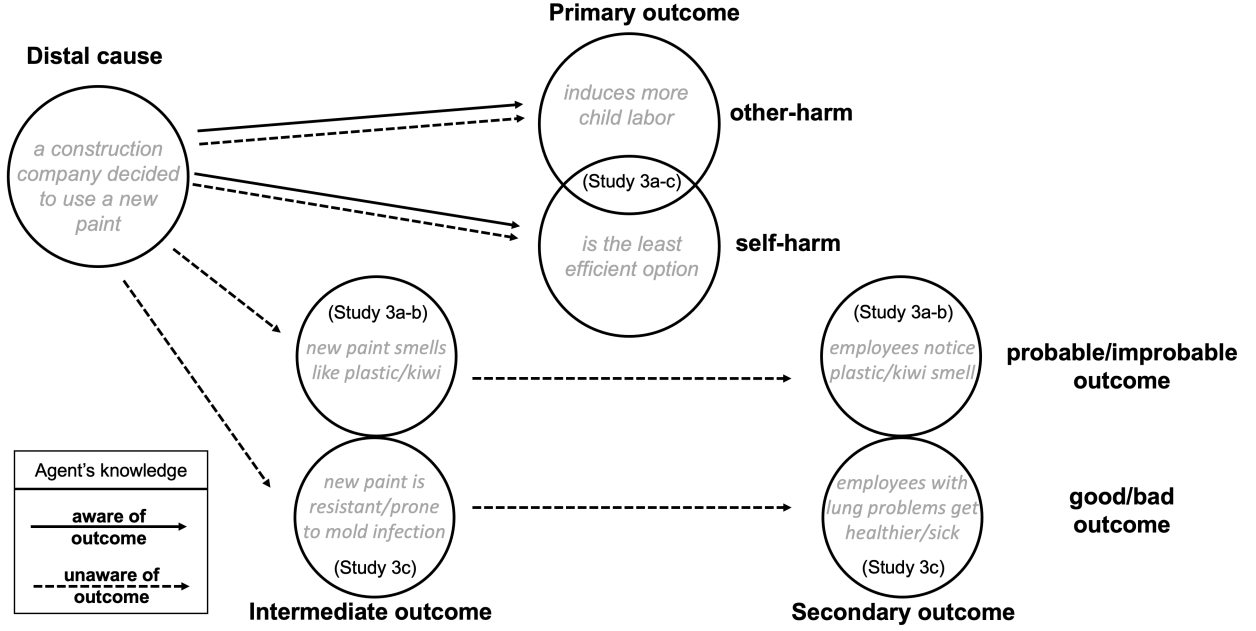 Primary outcome
Distal cause
a construction
company decided
to use a new
paint
induces more
child labor
other-harm
(Study 3a-c)
is the least
efficient option
self-harm
(Study 3a-b)
new paint smells
like plastic/kiwi
(Study 3a-b)
employees notice
plastic/kiwi smell
probable/improbable
outcome
new paint is
resistant/prone
to mold infection
(Study 3c)
employees with
lung problems get
healthier/sick
(Study 3c)
good/bad
outcome
Agent's knowledge
aware of
outcome
unaware of
outcome
Intermediate outcome
Secondary outcome